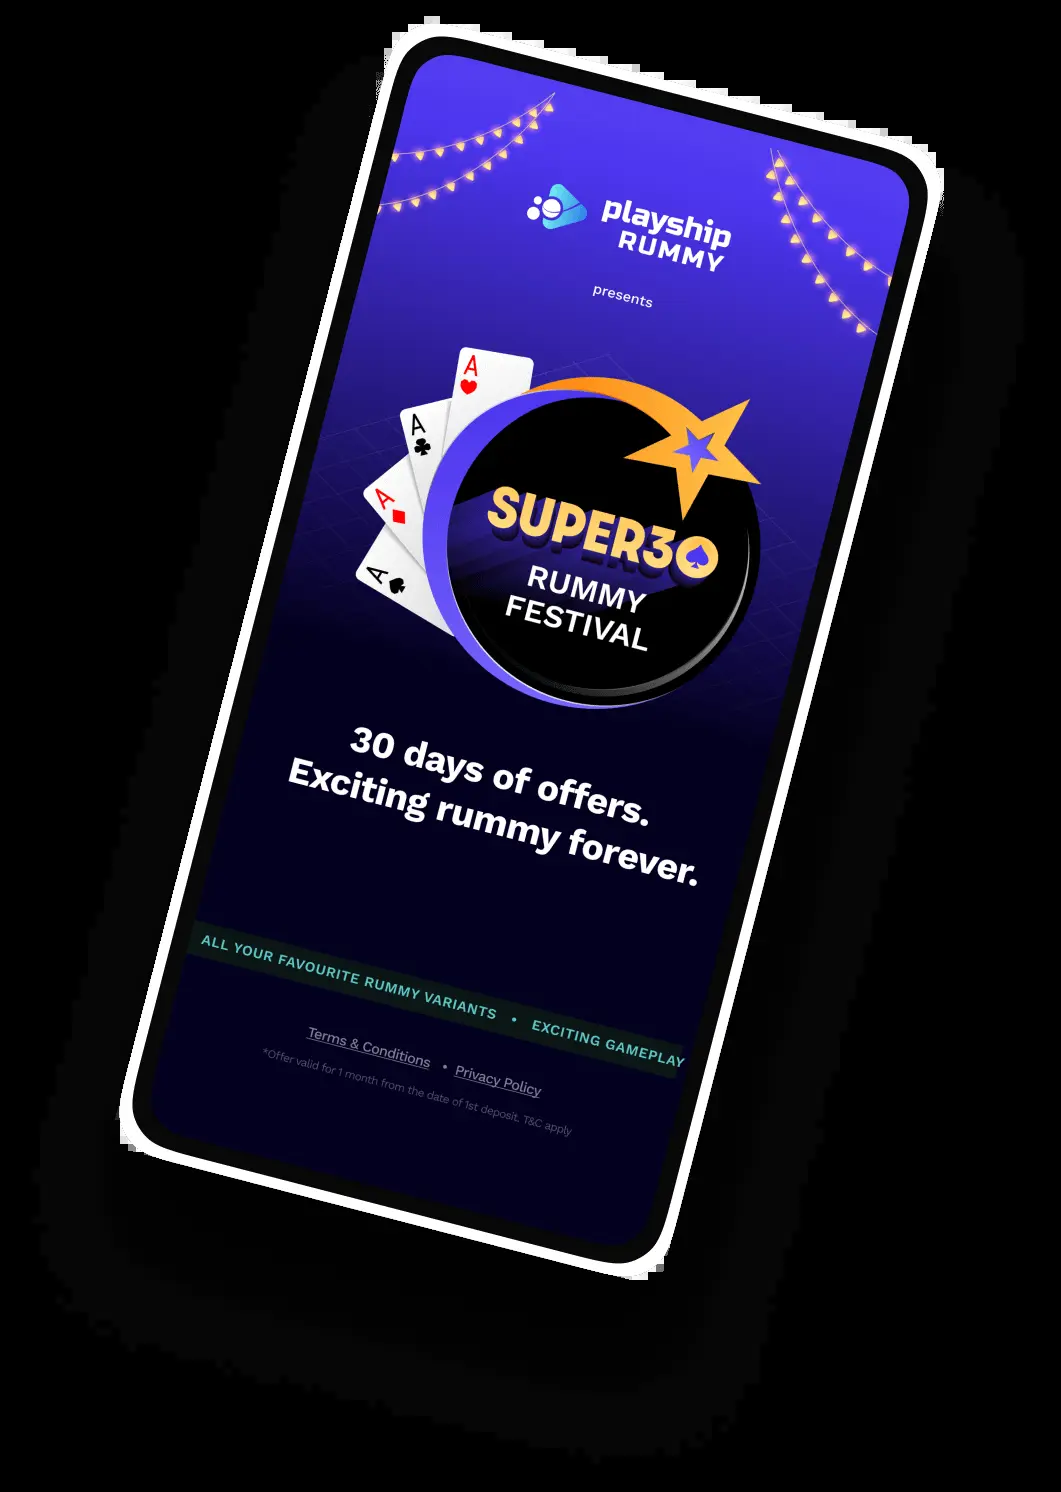 playship
RUMMY
presents
A
A
A
A
SUPER30
RUMMY
FESTIVAL
30 days of offers.
Exciting rummy forever.
ALL YOUR FAVOURITE RUMMY VARIANTS • EXCITING GAMEPLAY
Terms & Conditions • Privacy Policy
*Offer valid for 1 month from the date of 1st deposit. T&C apply